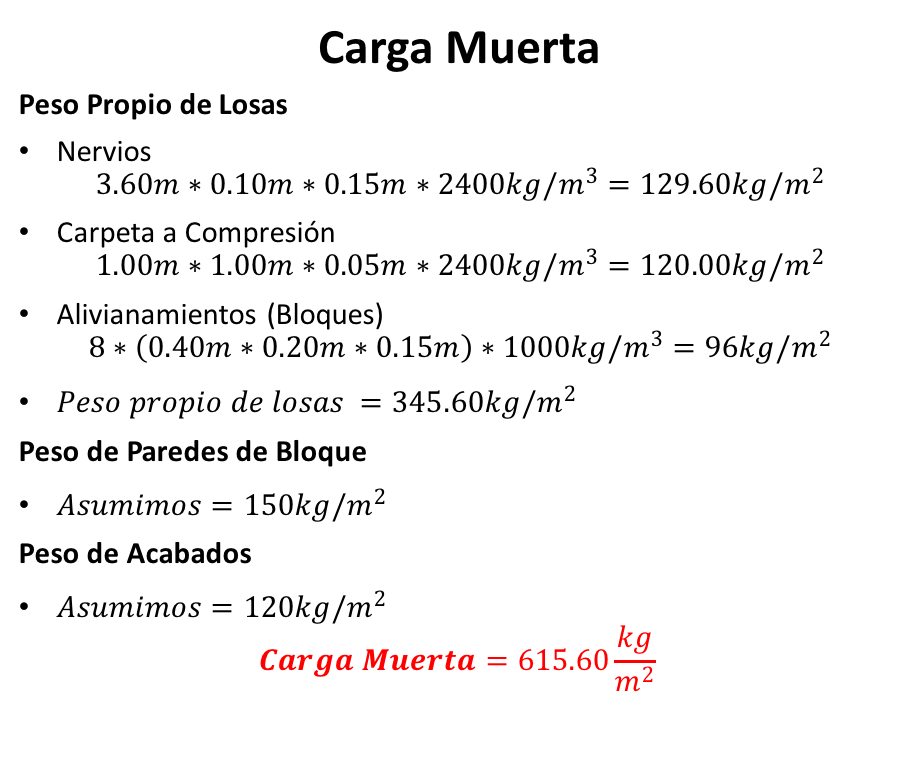 Carga Muerta
Peso Propio de Losas
• Nervios
3.60m ∗ 0.10m ∗ 0.15m ∗ 2400kg/m³ = 129.60kg/m²
• Carpeta a Compresión
1.00m ∗ 1.00m ∗ 0.05m ∗ 2400kg/m³ = 120.00kg/m²
• Alivianamientos (Bloques)
8 ∗ (0.40m ∗ 0.20m ∗ 0.15m) ∗ 1000kg/m³ = 96kg/m²
• Peso propio de losas = 345.60kg/m²
Peso de Paredes de Bloque
• Asumimos = 150kg/m²
Peso de Acabados
• Asumimos = 120kg/m²
Carga Muerta = 615.60 kg/m²